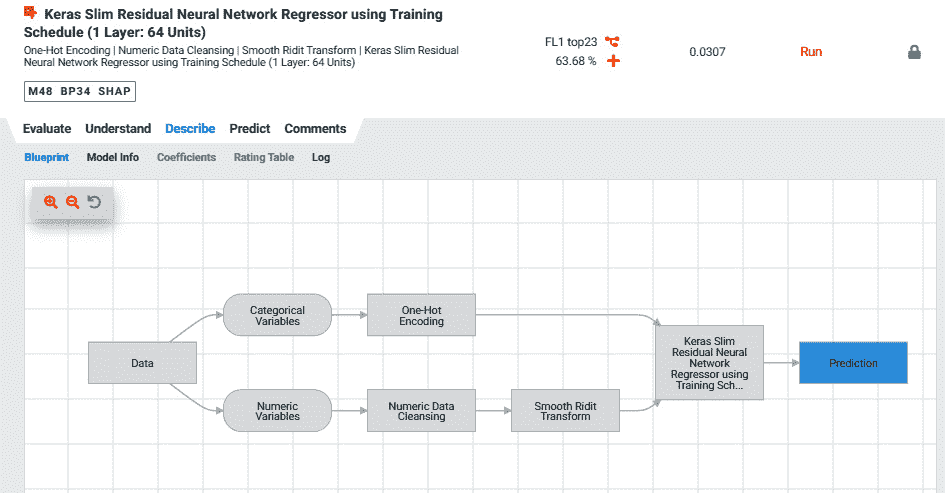 Keras Slim Residual Neural Network Regressor using Training
Schedule (1 Layer: 64 Units)
One-Hot Encoding | Numeric Data Cleansing | Smooth Ridit Transform | Keras Slim Residual
Neural Network Regressor using Training Schedule (1 Layer: 64 Units)
M48 BP34 SHAP
FL1 top23
63.68 %
0.0307
Run
Evaluate Understand Describe Predict Comments
Blueprint Model Info Coefficients Rating Table Log
Data
Categorical
Variables
One-Hot
Encoding
Numeric
Variables
Numeric Data
Cleansing
Smooth Ridit
Transform
Keras Slim
Residual Neural
Network
Regressor using
Training Sch...
Prediction